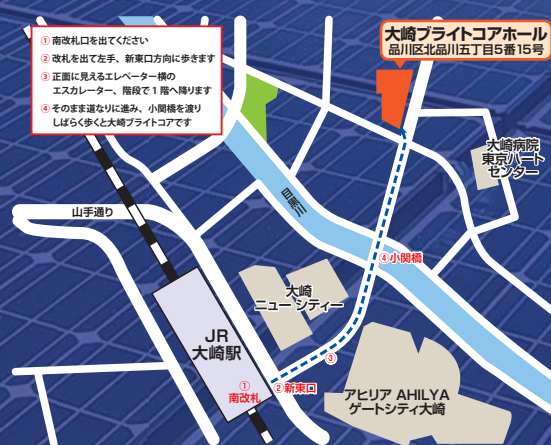 ① 南改札口を出てください
② 改札を出て左手、新東口方向に歩きます
③ 正面に見えるエレベーター横の
エスカレーター、階段で1階へ降ります
④ そのまま道なりに進み、小関橋を渡り
しばらく歩くと大崎ブライトコアです
大崎ブライトコアホール
品川区北品川五丁目5番15号
大崎病院
東京ハート
センター
目黒川
山手通り
④小関橋
大崎
ニュー シティー
JR
大崎駅
③
①
南改札
②新東口
アヒリア AHILYA
ゲートシティ大崎